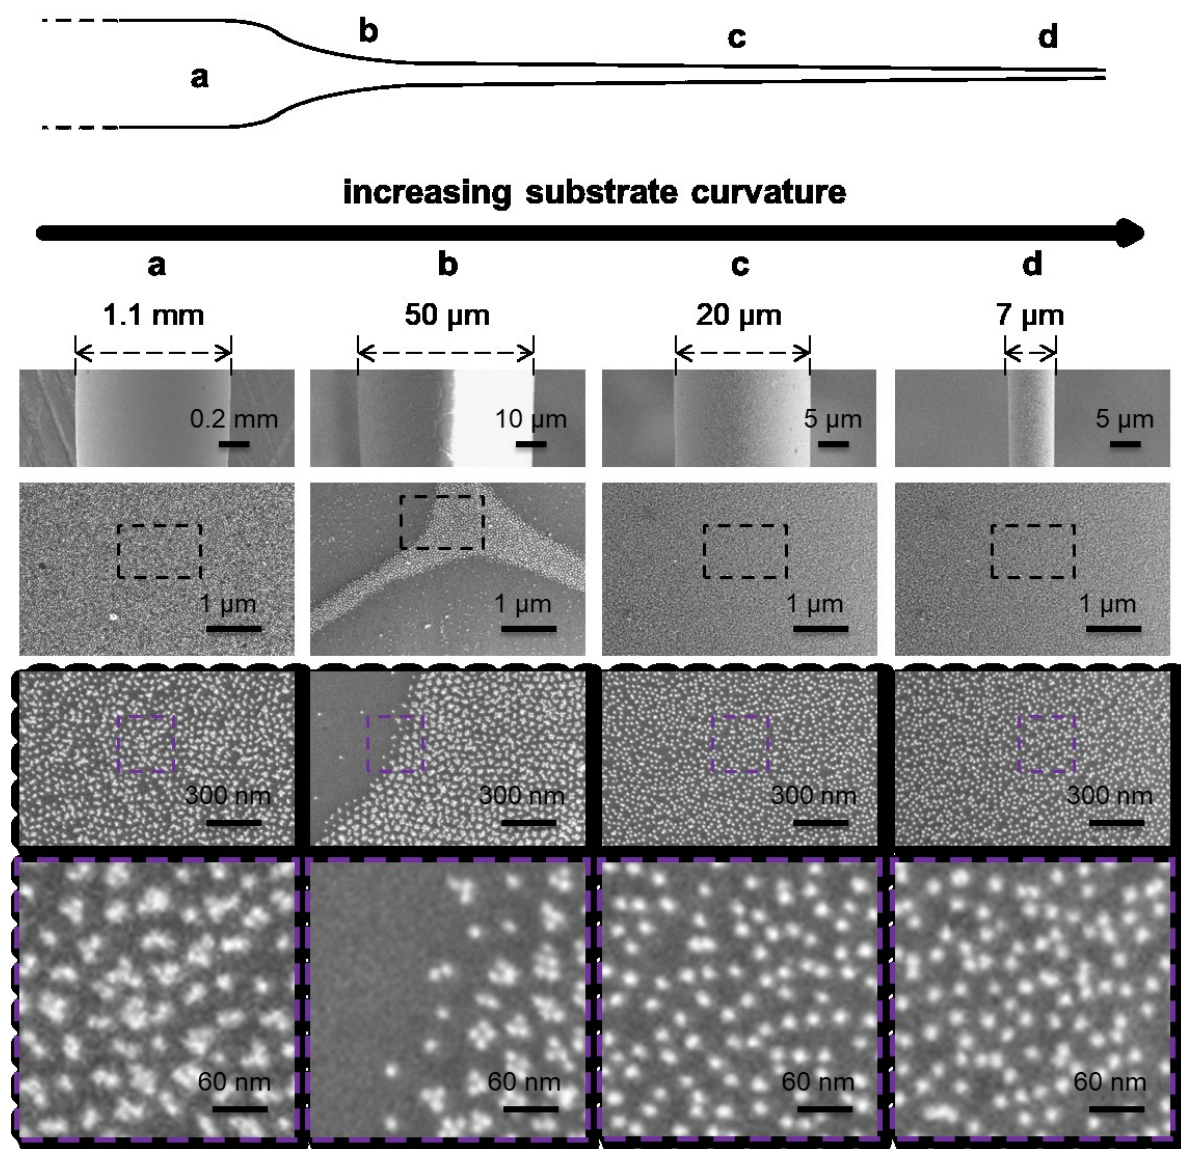 b
c
d
a
increasing substrate curvature
a
b
c
d
1.1 mm
50 µm
20 µm
7 µm
0.2 mm
10 µm
5 µm
5 µm
1 µm
1 µm
1 µm
1 µm
300 nm
300 nm
300 nm
300 nm
60 nm
60 nm
60 nm
60 nm